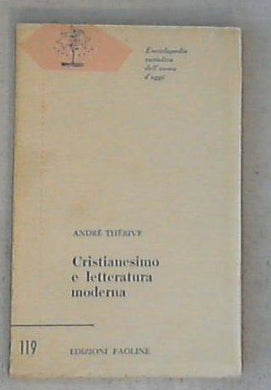 Enciclopedia
cattolica
dell'uomo
d'oggi
ANDRÉ THÉRIVE
Cristianesimo
e letteratura
moderna
119
EDIZIONI PAOLINE